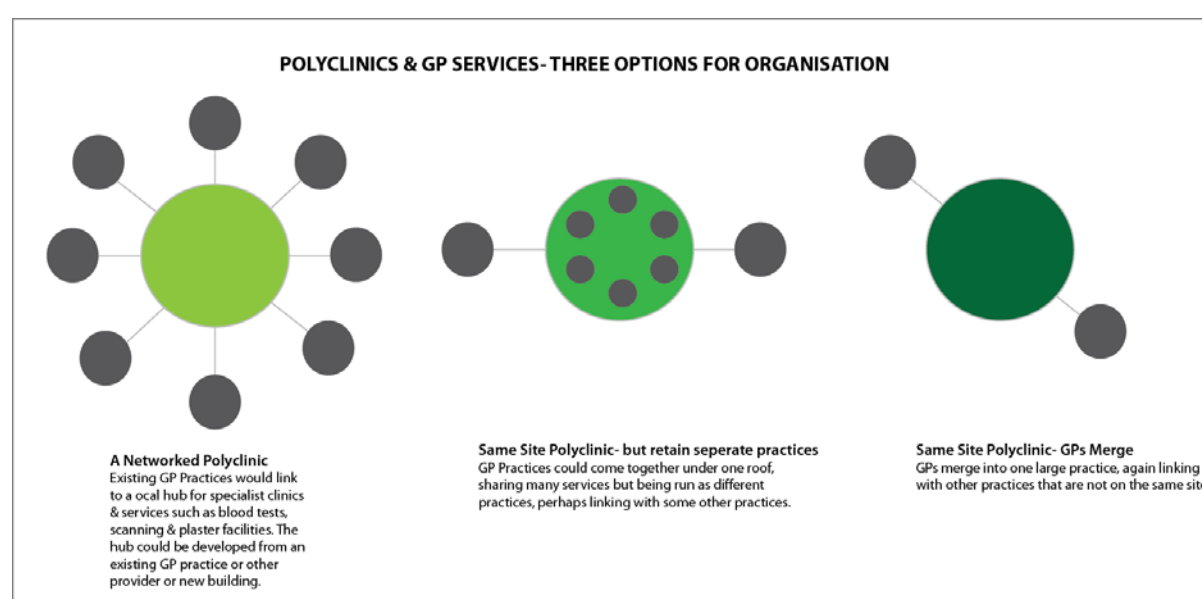 POLYCLINICS & GP SERVICES- THREE OPTIONS FOR ORGANISATION
A Networked Polyclinic
Existing GP Practices would link
to a ocal hub for specialist clinics
& services such as blood tests,
scanning & plaster facilities. The
hub could be developed from an
existing GP practice or other
provider or new building.
Same Site Polyclinic- but retain seperate practices
GP Practices could come together under one roof,
sharing many services but being run as different
practices, perhaps linking with some other practices.
Same Site Polyclinic- GPs Merge
GPs merge into one large practice, again linking
with other practices that are not on the same